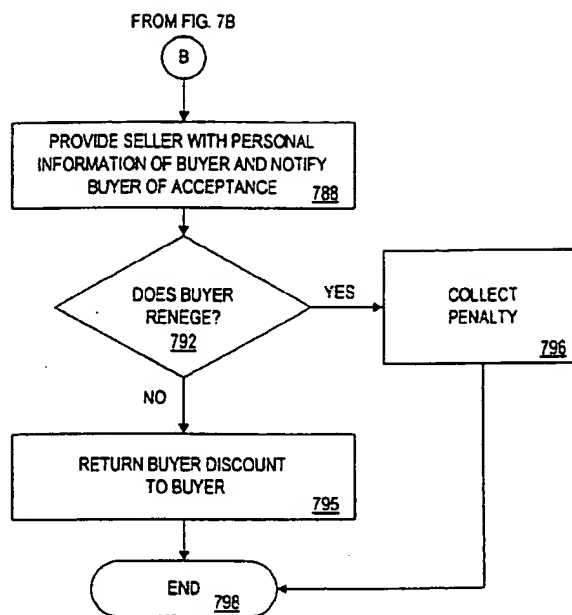 FROM FIG. 7B
B
PROVIDE SELLER WITH PERSONAL
INFORMATION OF BUYER AND NOTIFY
BUYER OF ACCEPTANCE
788
DOES BUYER
RENEGE?
792
YES
COLLECT
PENALTY
796
NO
RETURN BUYER DISCOUNT
TO BUYER
795
END
798